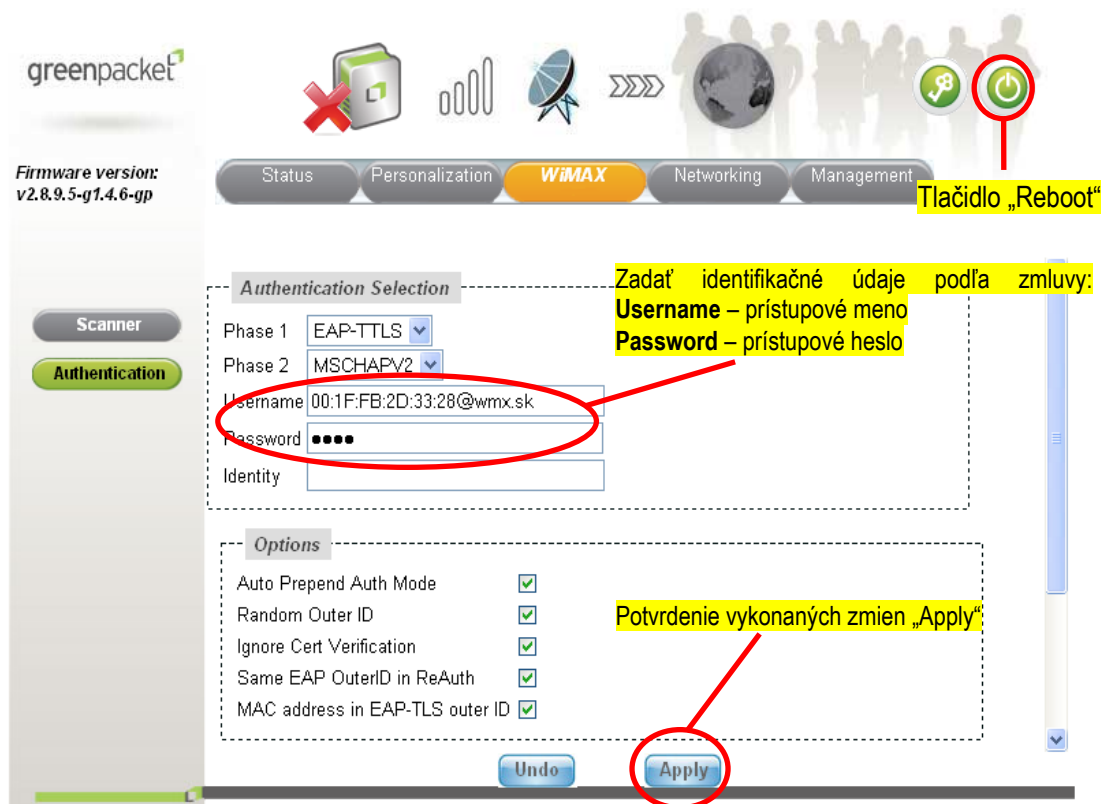 greenpacket
Firmware version:
v2.8.9.5-g1.4.6-gp
Status Personalization WiMAX Networking Management
Tlačidlo „Reboot“
Scanner
Authentication
Authentication Selection
Zadať identifikačné údaje podľa zmluvy:
Username – prístupové meno
Password – prístupové heslo
Phase 1 EAP-TTLS
Phase 2 MSCHAPV2
Username 00:1F:FB:2D:33:28@wmx.sk
Password ●●●●
Identity
Options
Auto Prepend Auth Mode
Random Outer ID
Ignore Cert Verification
Same EAP OuterID in ReAuth
MAC address in EAP-TLS outer ID
Potvrdenie vykonaných zmien „Apply“
Undo Apply